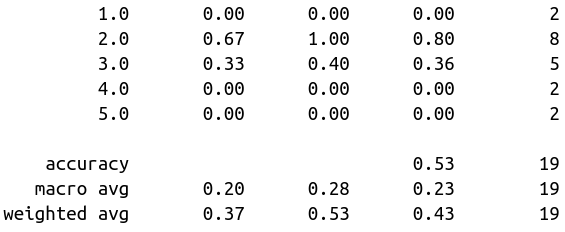 1.0 0.00 0.00 0.00 2
2.0 0.67 1.00 0.80 8
3.0 0.33 0.40 0.36 5
4.0 0.00 0.00 0.00 2
5.0 0.00 0.00 0.00 2
accuracy 0.53 19
macro avg 0.20 0.28 0.23 19
weighted avg 0.37 0.53 0.43 19